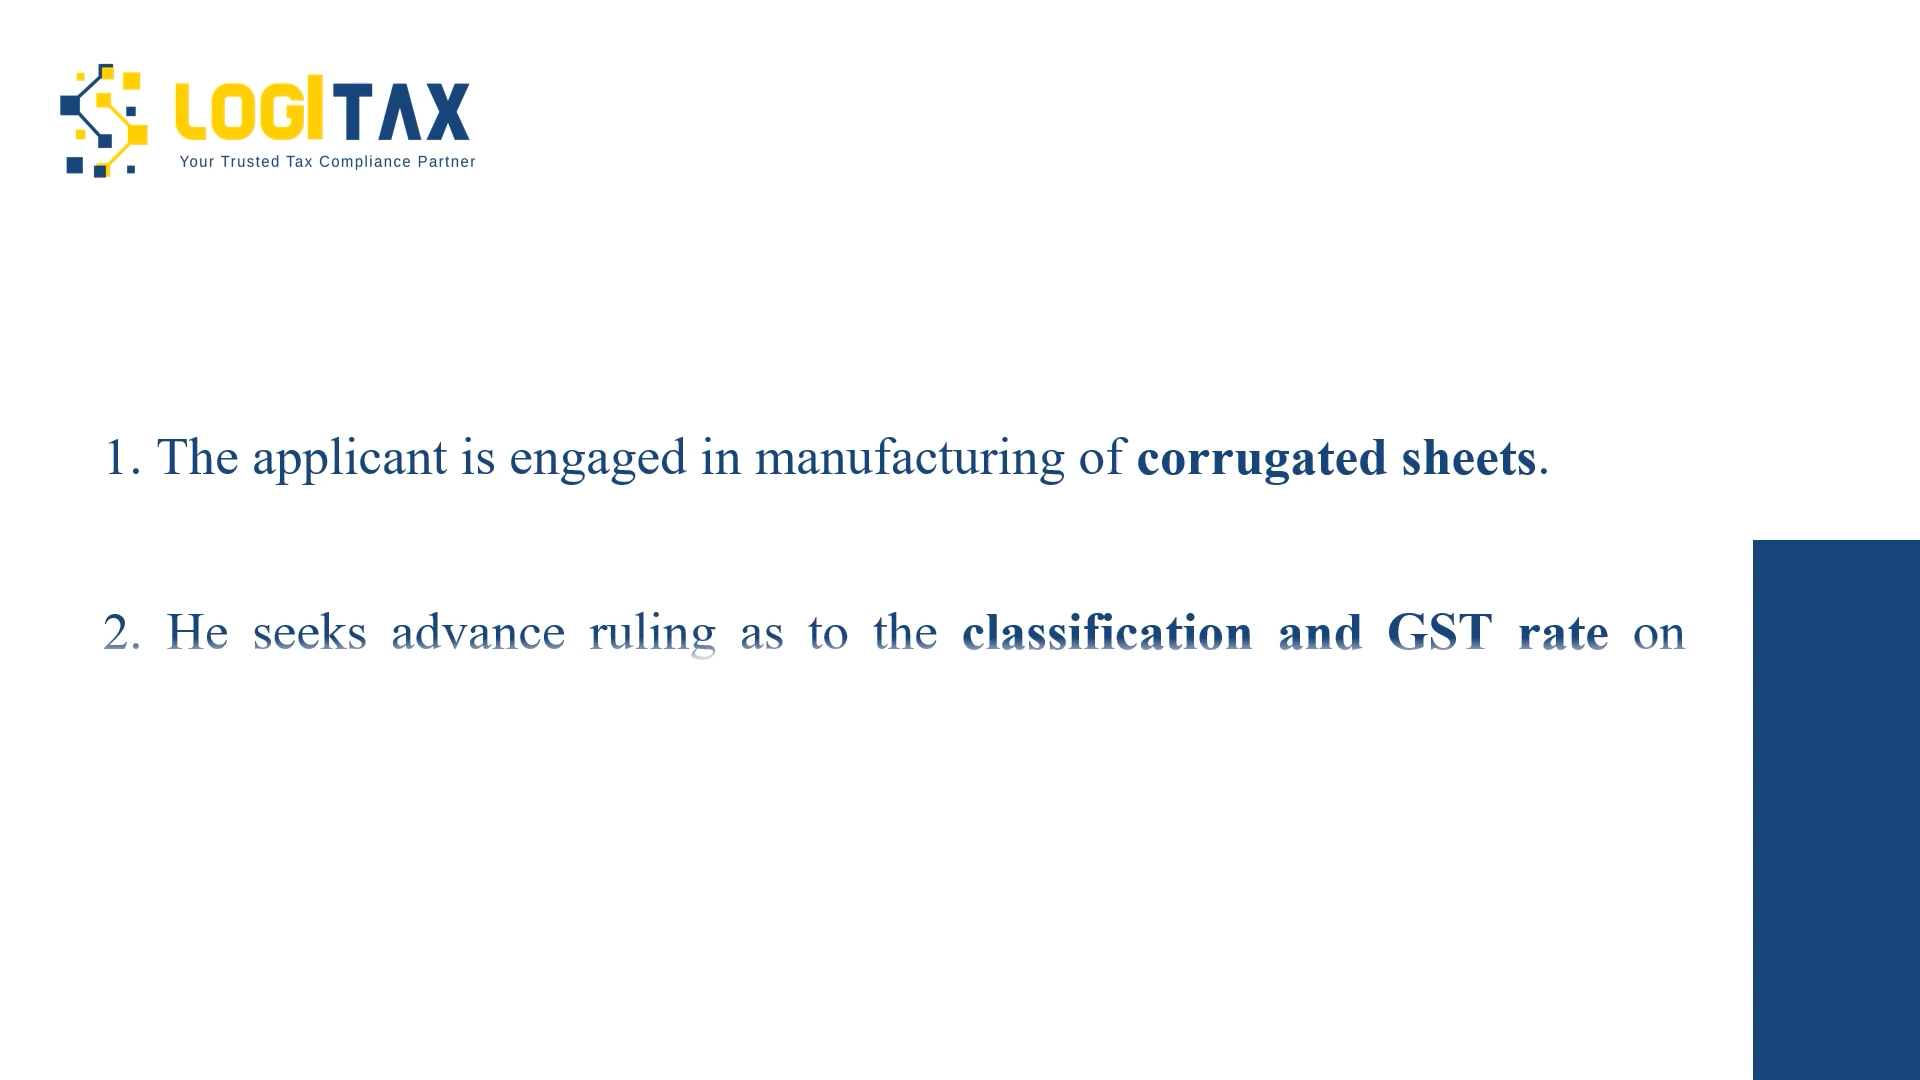 LOGITAX
Your Trusted Tax Compliance Partner
1. The applicant is engaged in manufacturing of corrugated sheets.
2. He seeks advance ruling as to the classification and GST rate on